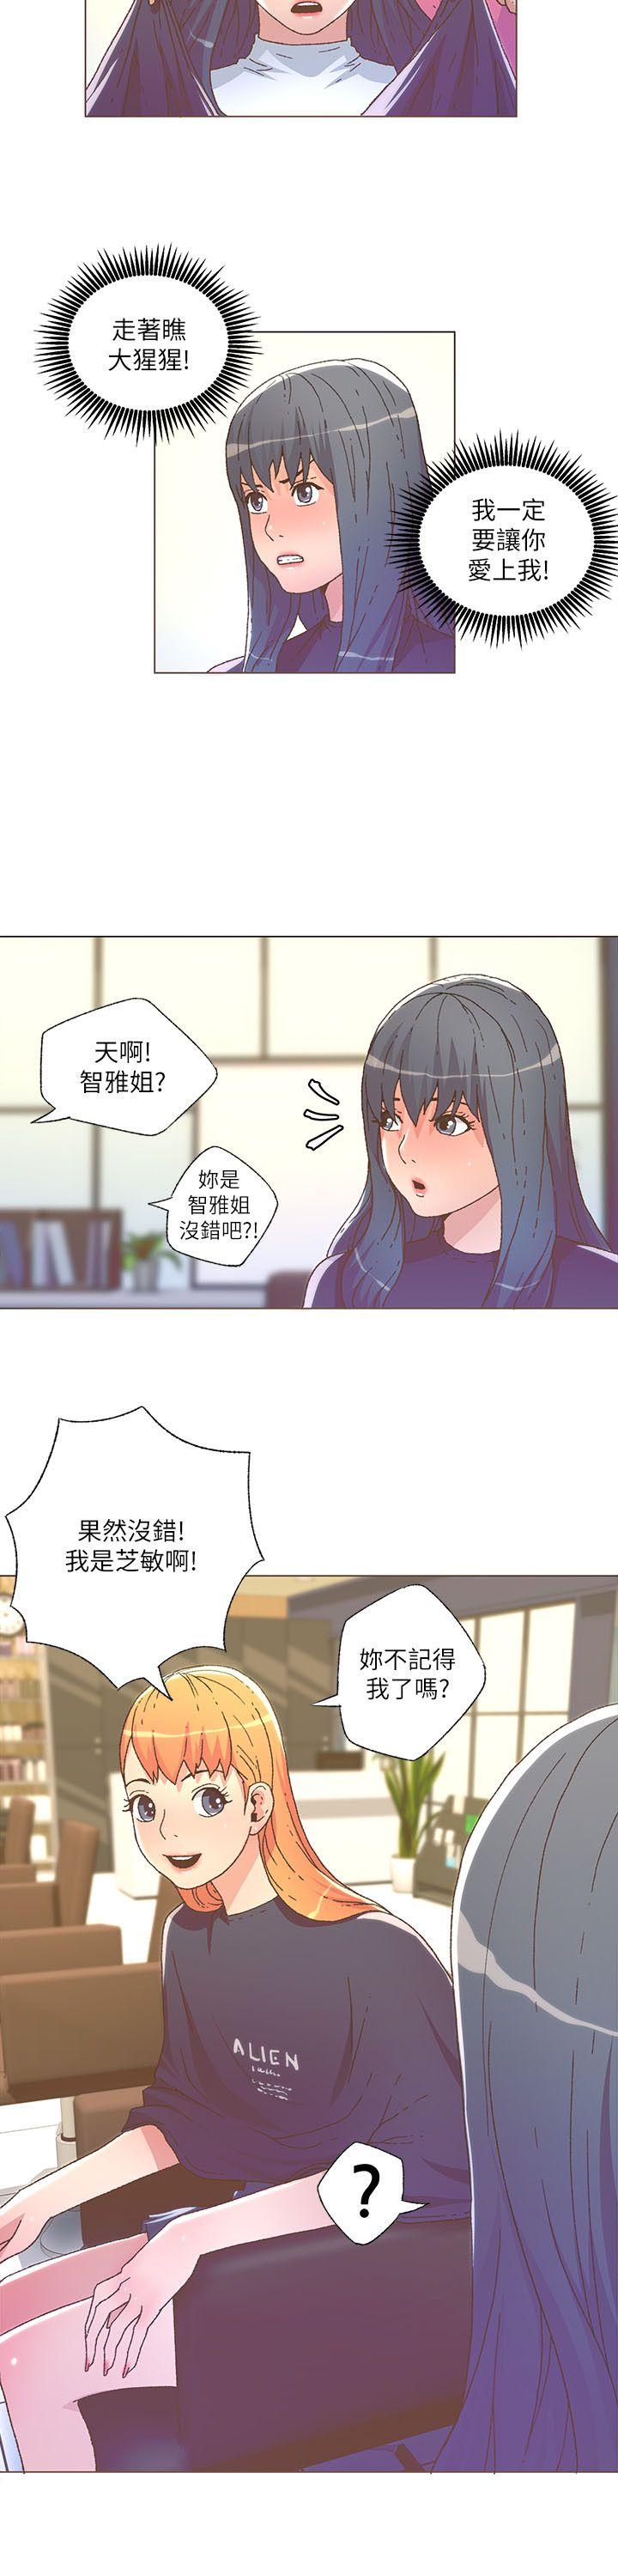 走著瞧
大猩猩!
我一定
要讓你
愛上我!
天啊!
智雅姐?
妳是
智雅姐
沒錯吧?!
果然沒錯!
我是芝敏啊!
妳不記得
我了嗎?
ALIEN
?